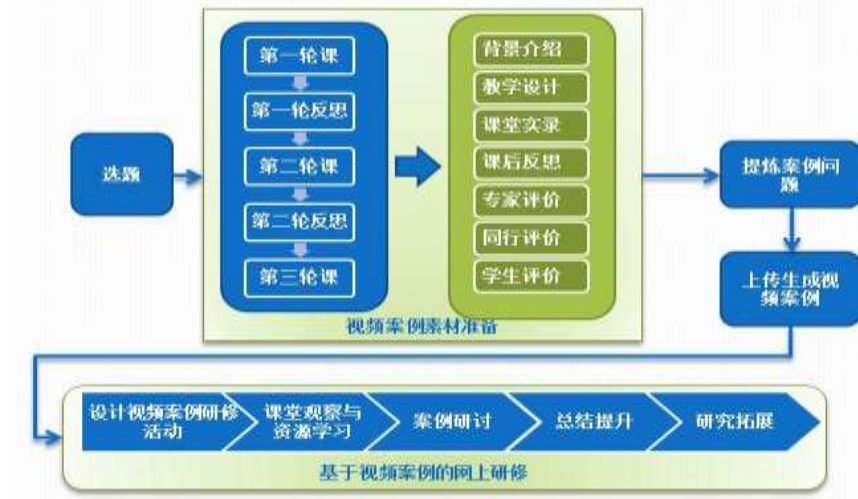 选题
第一轮课
第一轮反思
第二轮课
第二轮反思
第三轮课
背景介绍
教学设计
课堂实录
课后反思
专家评价
同行评价
学生评价
视频案例素材准备
提炼案例问
题
上传生成视
频案例
设计视频案例研修
活动
课堂观察与
资源学习
案例研讨
总结提升
研究拓展
基于视频案例的网上研修